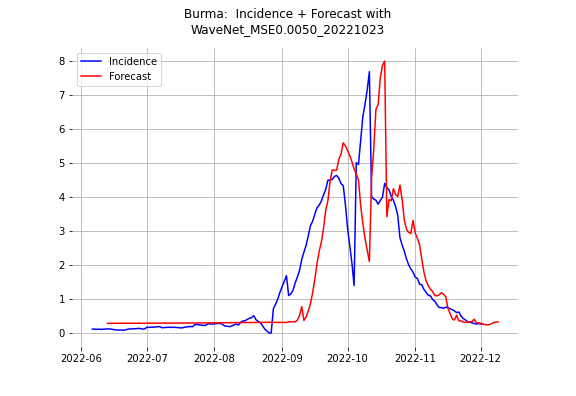 Burma:  Incidence + Forecast with
WaveNet_MSE0.0050_20221023
Incidence
Forecast
8
7
6
5
4
3
2
1
0
2022-06 2022-07 2022-08 2022-09 2022-10 2022-11 2022-12